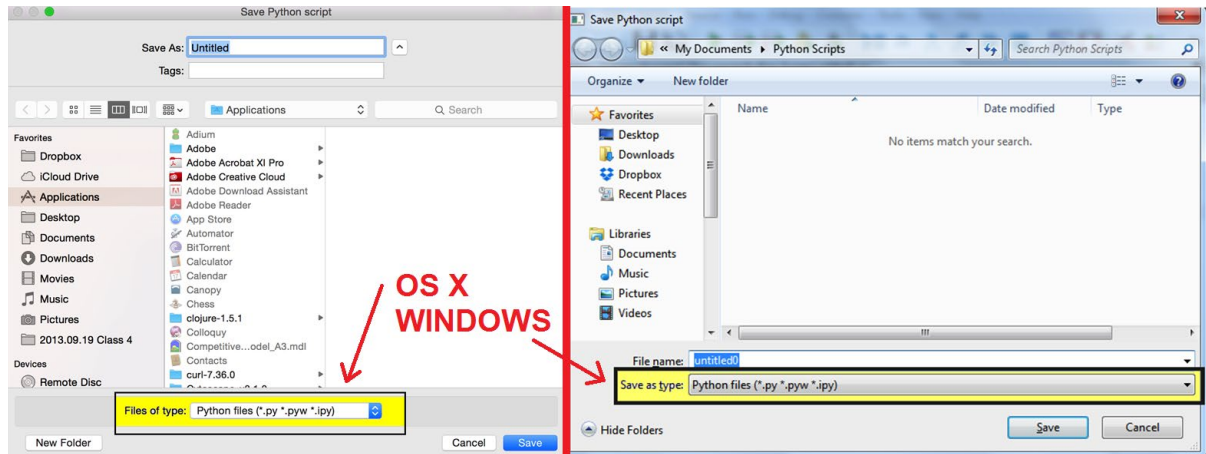 Save Python script
Save As: Untitled
Tags:
Applications
Search
Favorites
Dropbox
iCloud Drive
Applications
Desktop
Documents
Downloads
Movies
Music
Pictures
2013.09.19 Class 4
Devices
Remote Disc
Adium
Adobe
Adobe Acrobat XI Pro
Adobe Creative Cloud
Adobe Download Assistant
Adobe Reader
App Store
Automator
BitTorrent
Calculator
Calendar
Canopy
Chess
clojure-1.5.1
Colloquy
Competitive...odel_A3.mdl
Contacts
curl-7.36.0
Files of type: Python files (*.py *.pyw *.ipy)
New Folder
Cancel
Save
OS X
WINDOWS
Save Python script
« My Documents Python Scripts
Search Python Scripts
Organize
New folder
Name
Date modified
Type
No items match your search.
Favorites
Desktop
Downloads
Dropbox
Recent Places
Libraries
Documents
Music
Pictures
Videos
File name: untitled0
Save as type: Python files (*.py *.pyw *.ipy)
Hide Folders
Save
Cancel